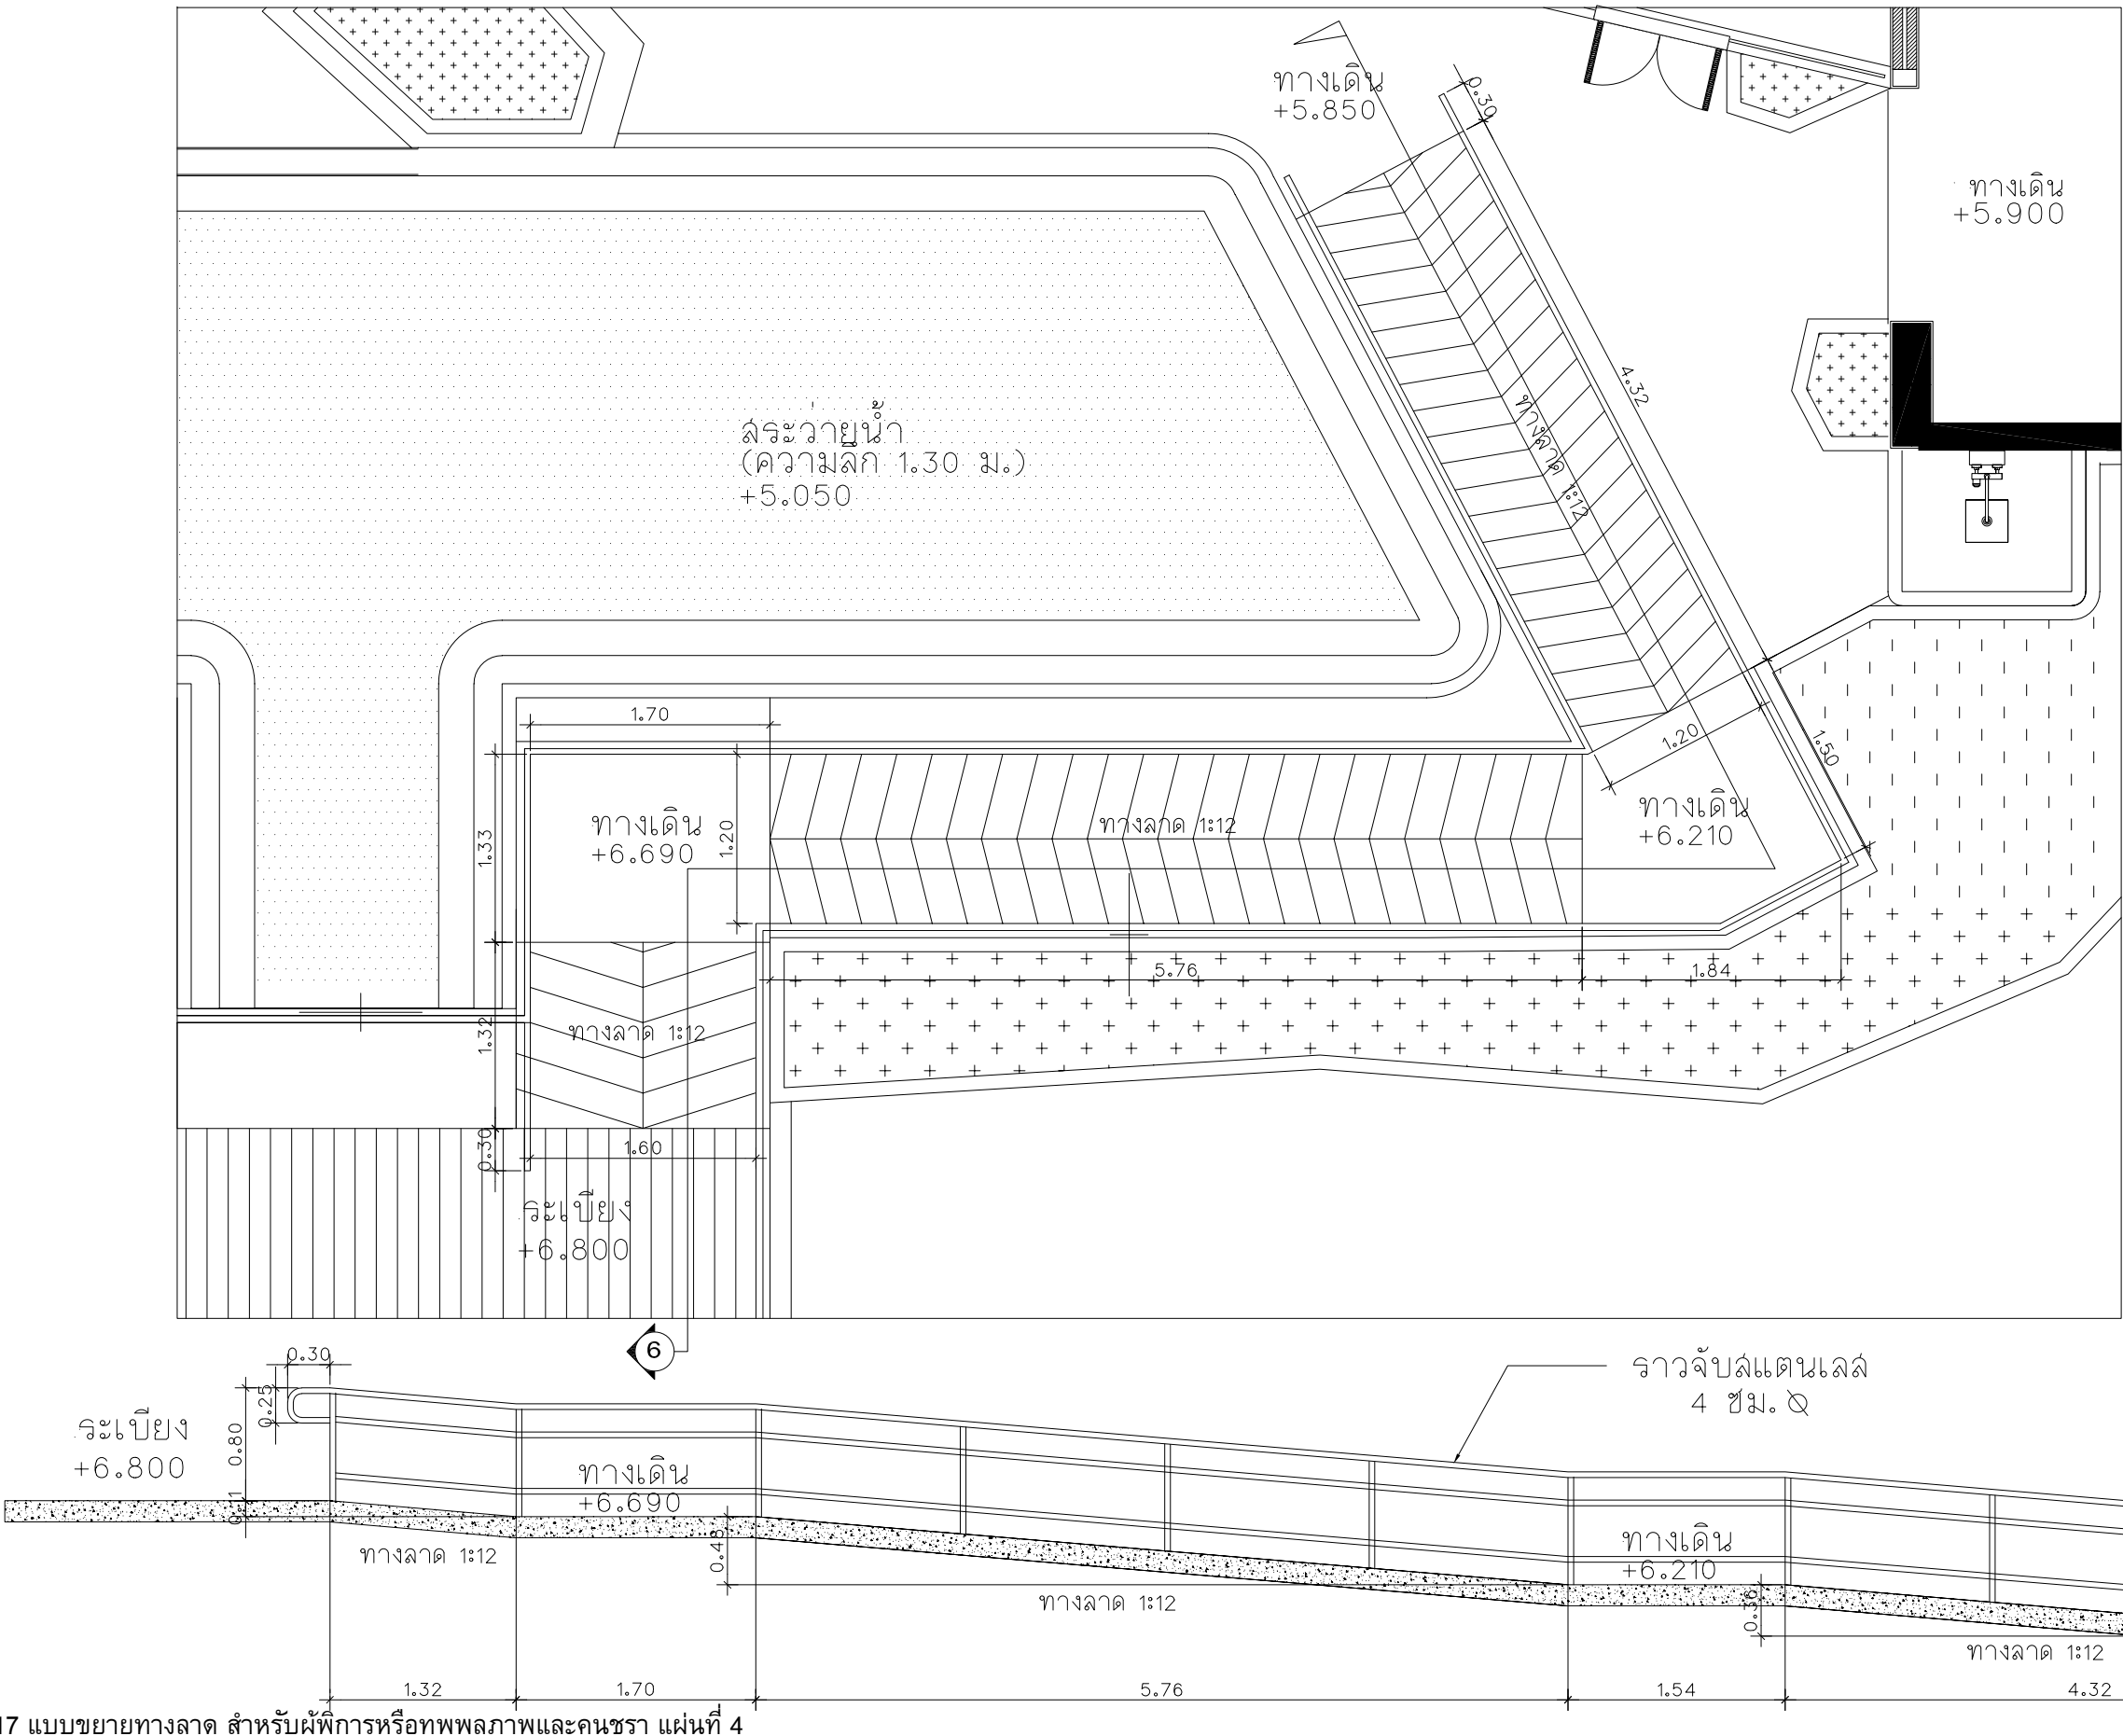 ทางเดิน
+5.850
0.30
ทางเดิน
+5.900
4.32
สระว่ายน้ำ
(ความลึก 1.30 ม.)
+5.050
ทางลาด 1:12
1.70
1.20
1.50
ทางเดิน
+6.690
1.33
1.20
ทางลาด 1:12
ทางเดิน
+6.210
5.76
1.84
1.32
ทางลาด 1:12
0.30
1.60
ระเบียง
+6.800
6
0.30
0.25
0.80
ราวจับสแตนเลส
4 ซม. Ø
ระเบียง
+6.800
ทางเดิน
+6.690
0.11
0.48
ทางลาด 1:12
ทางลาด 1:12
ทางเดิน
+6.210
0.36
ทางลาด 1:12
1.32
1.70
5.76
1.54
4.32
17 แบบขยายทางลาด สำหรับผู้พิการหรือทพพลภาพและคนชรา แผ่นที่ 4